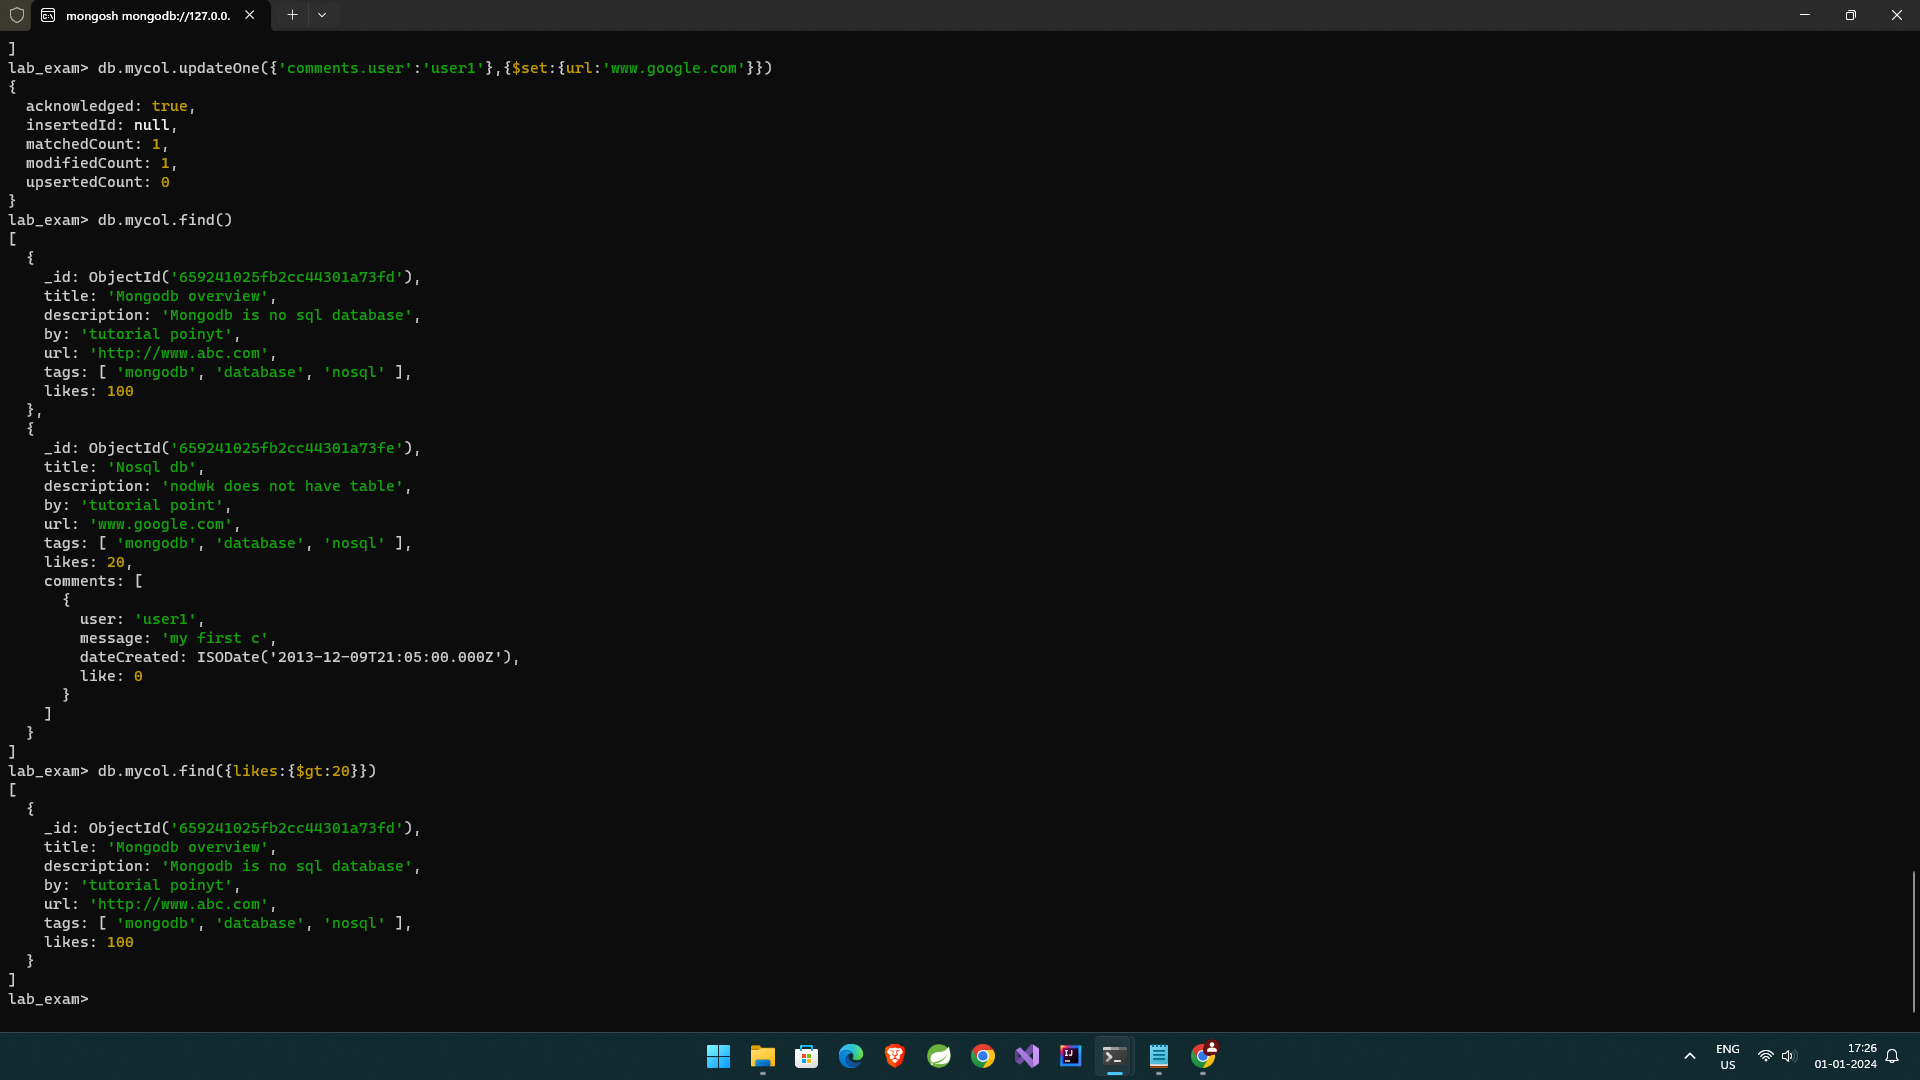 mongosh mongodb://127.0.0.
]
lab_exam> db.mycol.updateOne({'comments.user':'user1'},{$set:{url:'www.google.com'}})
{
  acknowledged: true,
  insertedId: null,
  matchedCount: 1,
  modifiedCount: 1,
  upsertedCount: 0
}
lab_exam> db.mycol.find()
[
  {
    _id: ObjectId('659241025fb2cc44301a73fd'),
    title: 'Mongodb overview',
    description: 'Mongodb is no sql database',
    by: 'tutorial poinyt',
    url: 'http://www.abc.com',
    tags: [ 'mongodb', 'database', 'nosql' ],
    likes: 100
  },
  {
    _id: ObjectId('659241025fb2cc44301a73fe'),
    title: 'Nosql db',
    description: 'nodwk does not have table',
    by: 'tutorial point',
    url: 'www.google.com',
    tags: [ 'mongodb', 'database', 'nosql' ],
    likes: 20,
    comments: [
      {
        user: 'user1',
        message: 'my first c',
        dateCreated: ISODate('2013-12-09T21:05:00.000Z'),
        like: 0
      }
    ]
  }
]
lab_exam> db.mycol.find({likes:{$gt:20}})
[
  {
    _id: ObjectId('659241025fb2cc44301a73fd'),
    title: 'Mongodb overview',
    description: 'Mongodb is no sql database',
    by: 'tutorial poinyt',
    url: 'http://www.abc.com',
    tags: [ 'mongodb', 'database', 'nosql' ],
    likes: 100
  }
]
lab_exam>
ENG
US
17:26
01-01-2024